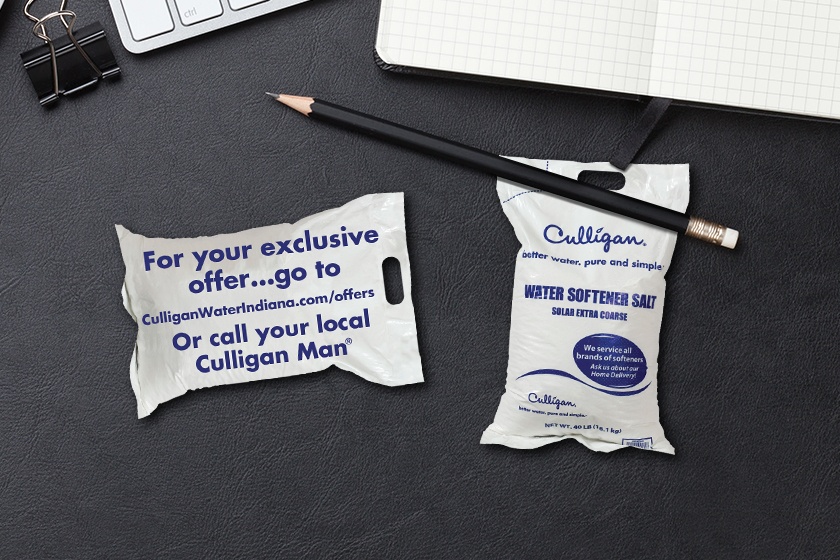 ctrl
For your exclusive
offer...go to
CulliganWaterIndiana.com/offers
Or call your local
Culligan Man®
Culligan.
better water. pure and simple.
WATER SOFTENER SALT
SOLAR EXTRA COARSE
We service all
brands of softeners
Ask us about our
Home Delivery!
Culligan.
better water. pure and simple.
NET WT. 40 LB (18.1 kg)